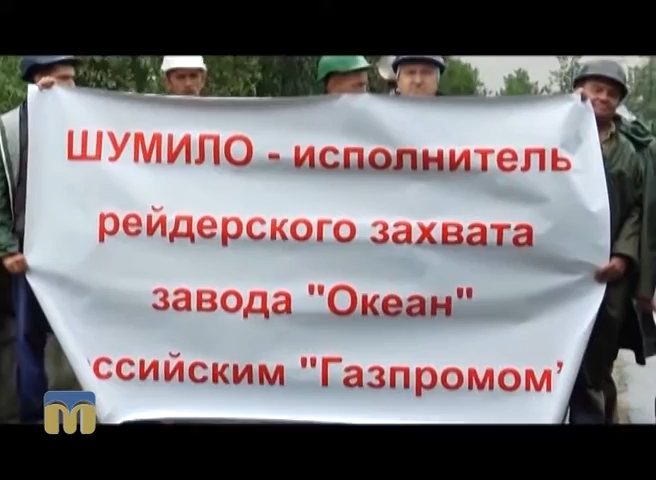 ШУМИЛО - исполнитель
рейдерского захвата
завода "Океан"
ссийским "Газпромом"
М